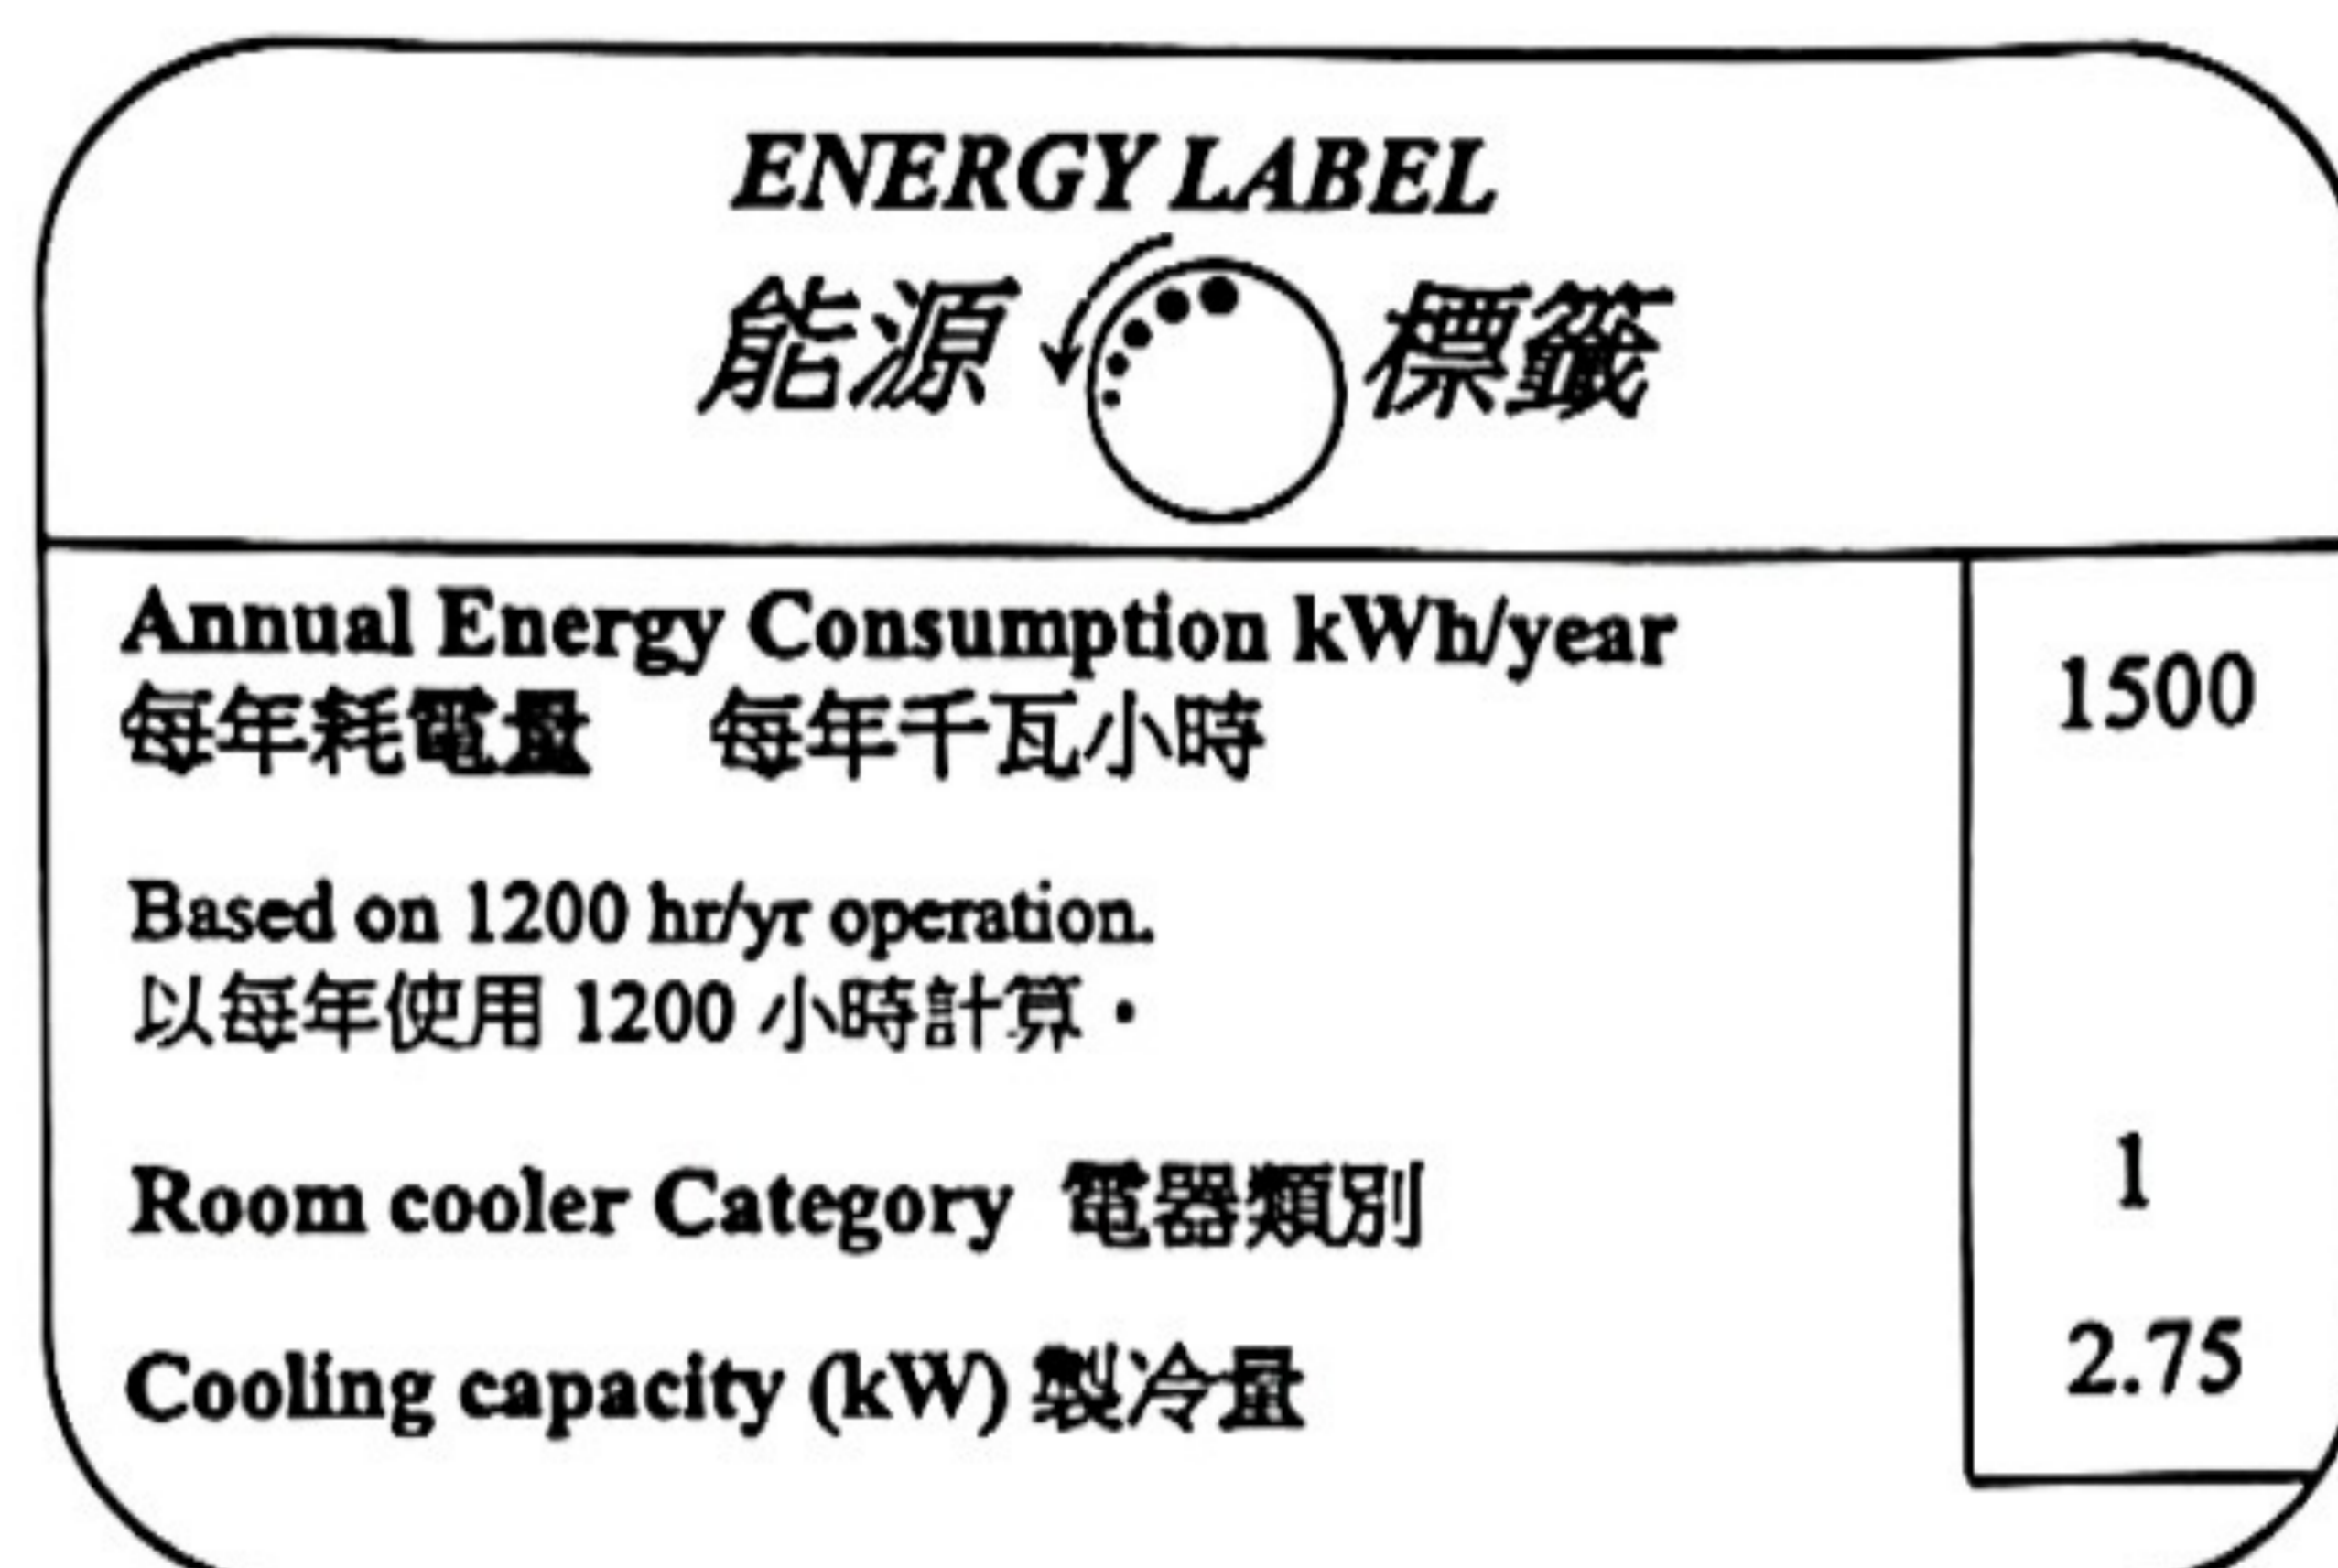 ENERGY LABEL
能源 標籤
Annual Energy Consumption kWh/year
每年耗電量 每年千瓦小時
1500
Based on 1200 hr/yr operation.
以每年使用 1200 小時計算。
Room cooler Category 電器類別
1
Cooling capacity (kW) 製冷量
2.75